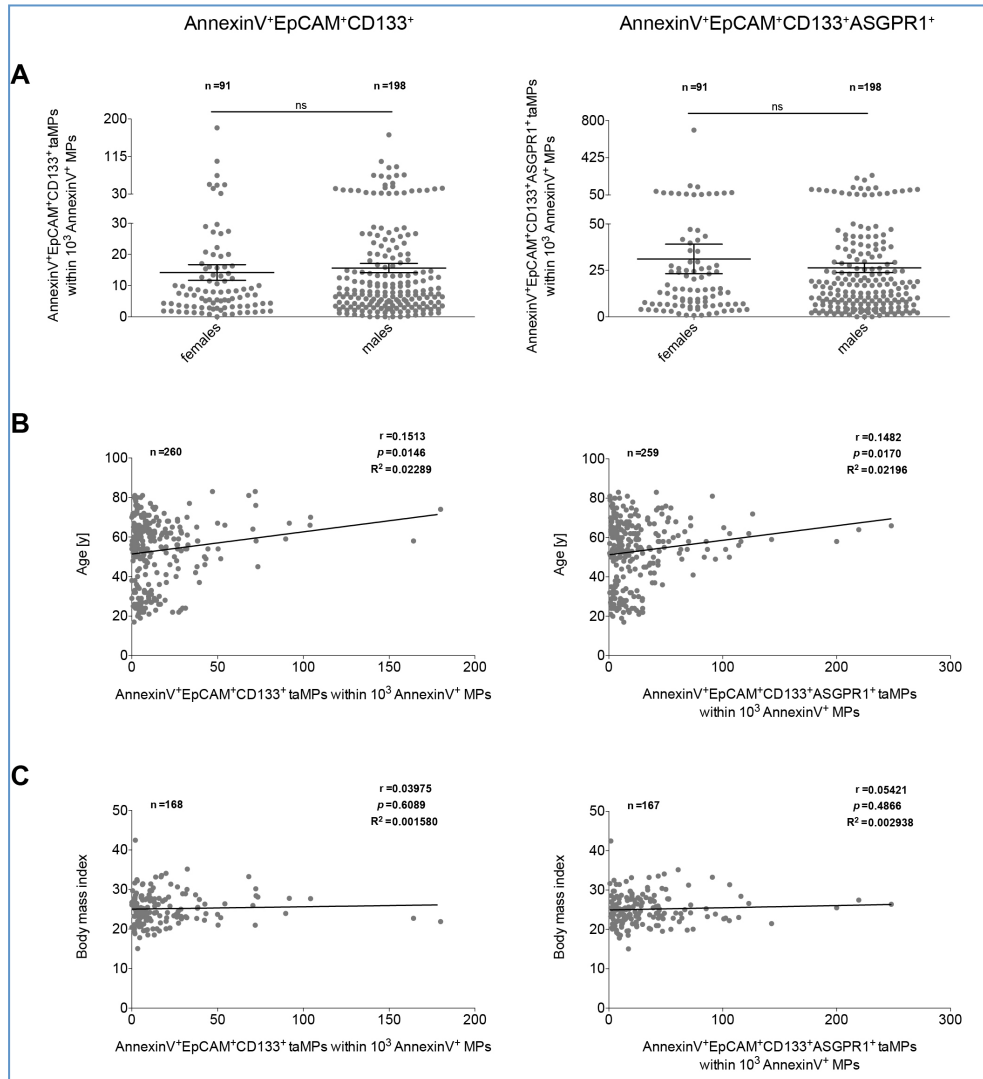 AnnexinV⁺EpCAM⁺CD133⁺
AnnexinV⁺EpCAM⁺CD133⁺ASGPR1⁺
A
AnnexinV⁺EpCAM⁺CD133⁺ taMPs
within 10³ AnnexinV⁺ MPs
n =91
n =198
ns
200
115
30
30
20
10
0
females
males
AnnexinV⁺EpCAM⁺CD133⁺ASGPR1⁺ taMPs
within 10³ AnnexinV⁺ MPs
n =91
n =198
ns
800
425
50
50
25
0
females
males
B
n =260
r =0.1513
p =0.0146
R² =0.02289
Age [y]
100
80
60
40
20
0
0
50
100
150
200
AnnexinV⁺EpCAM⁺CD133⁺ taMPs within 10³ AnnexinV⁺ MPs
n =259
r =0.1482
p =0.0170
R² =0.02196
Age [y]
100
80
60
40
20
0
0
100
200
300
AnnexinV⁺EpCAM⁺CD133⁺ASGPR1⁺ taMPs
within 10³ AnnexinV⁺ MPs
C
n =168
r =0.03975
p =0.6089
R² =0.001580
Body mass index
50
40
30
20
10
0
0
50
100
150
200
AnnexinV⁺EpCAM⁺CD133⁺ taMPs within 10³ AnnexinV⁺ MPs
n =167
r =0.05421
p =0.4866
R² =0.002938
Body mass index
50
40
30
20
10
0
0
100
200
300
AnnexinV⁺EpCAM⁺CD133⁺ASGPR1⁺ taMPs
within 10³ AnnexinV⁺ MPs